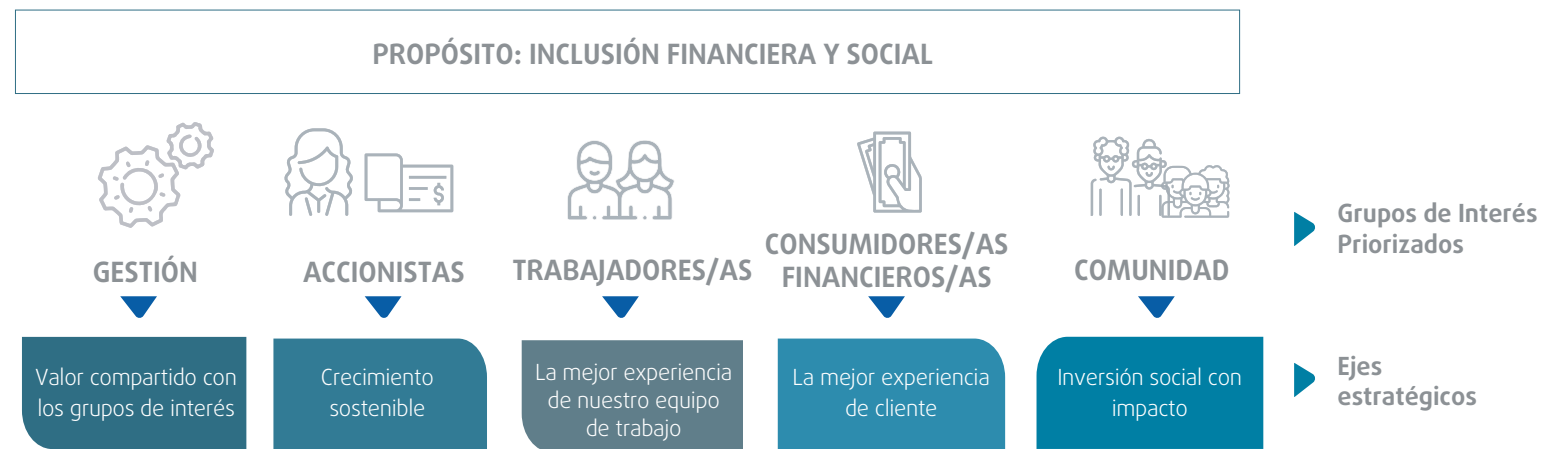 PROPÓSITO: INCLUSIÓN FINANCIERA Y SOCIAL
$
GESTIÓN
ACCIONISTAS
TRABAJADORES/AS
CONSUMIDORES/AS
FINANCIEROS/AS
COMUNIDAD
Grupos de Interés
Priorizados
Valor compartido con
los grupos de interés
Crecimiento
sostenible
La mejor experiencia
de nuestro equipo
de trabajo
La mejor experiencia
de cliente
Inversión social con
impacto
Ejes
estratégicos